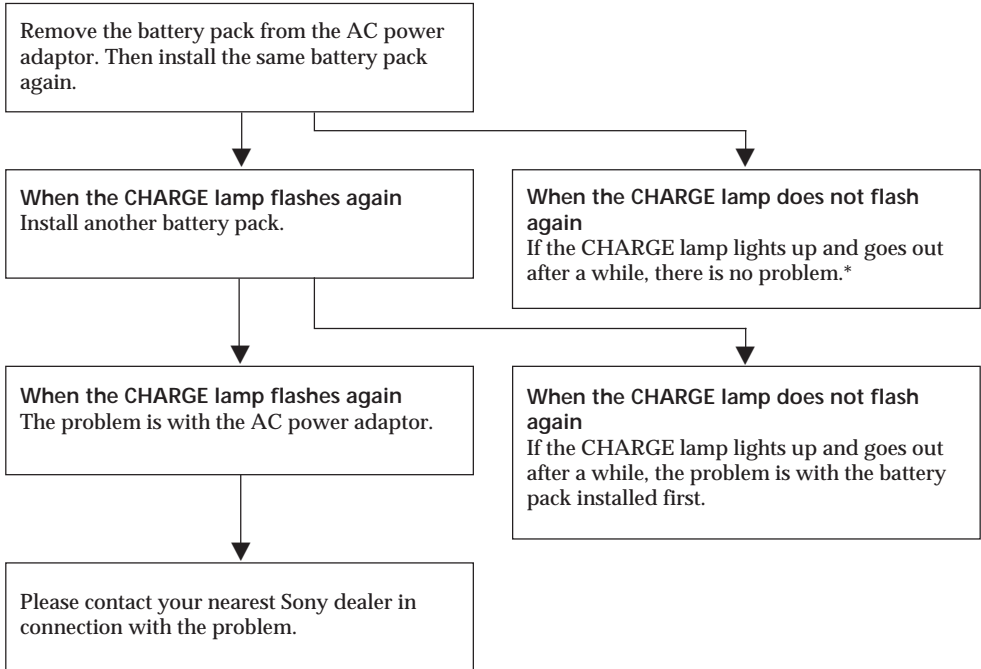 Remove the battery pack from the AC power
adaptor. Then install the same battery pack
again.
When the CHARGE lamp flashes again
Install another battery pack.
When the CHARGE lamp does not flash
again
If the CHARGE lamp lights up and goes out
after a while, there is no problem.*
When the CHARGE lamp flashes again
The problem is with the AC power adaptor.
When the CHARGE lamp does not flash
again
If the CHARGE lamp lights up and goes out
after a while, the problem is with the battery
pack installed first.
Please contact your nearest Sony dealer in
connection with the problem.